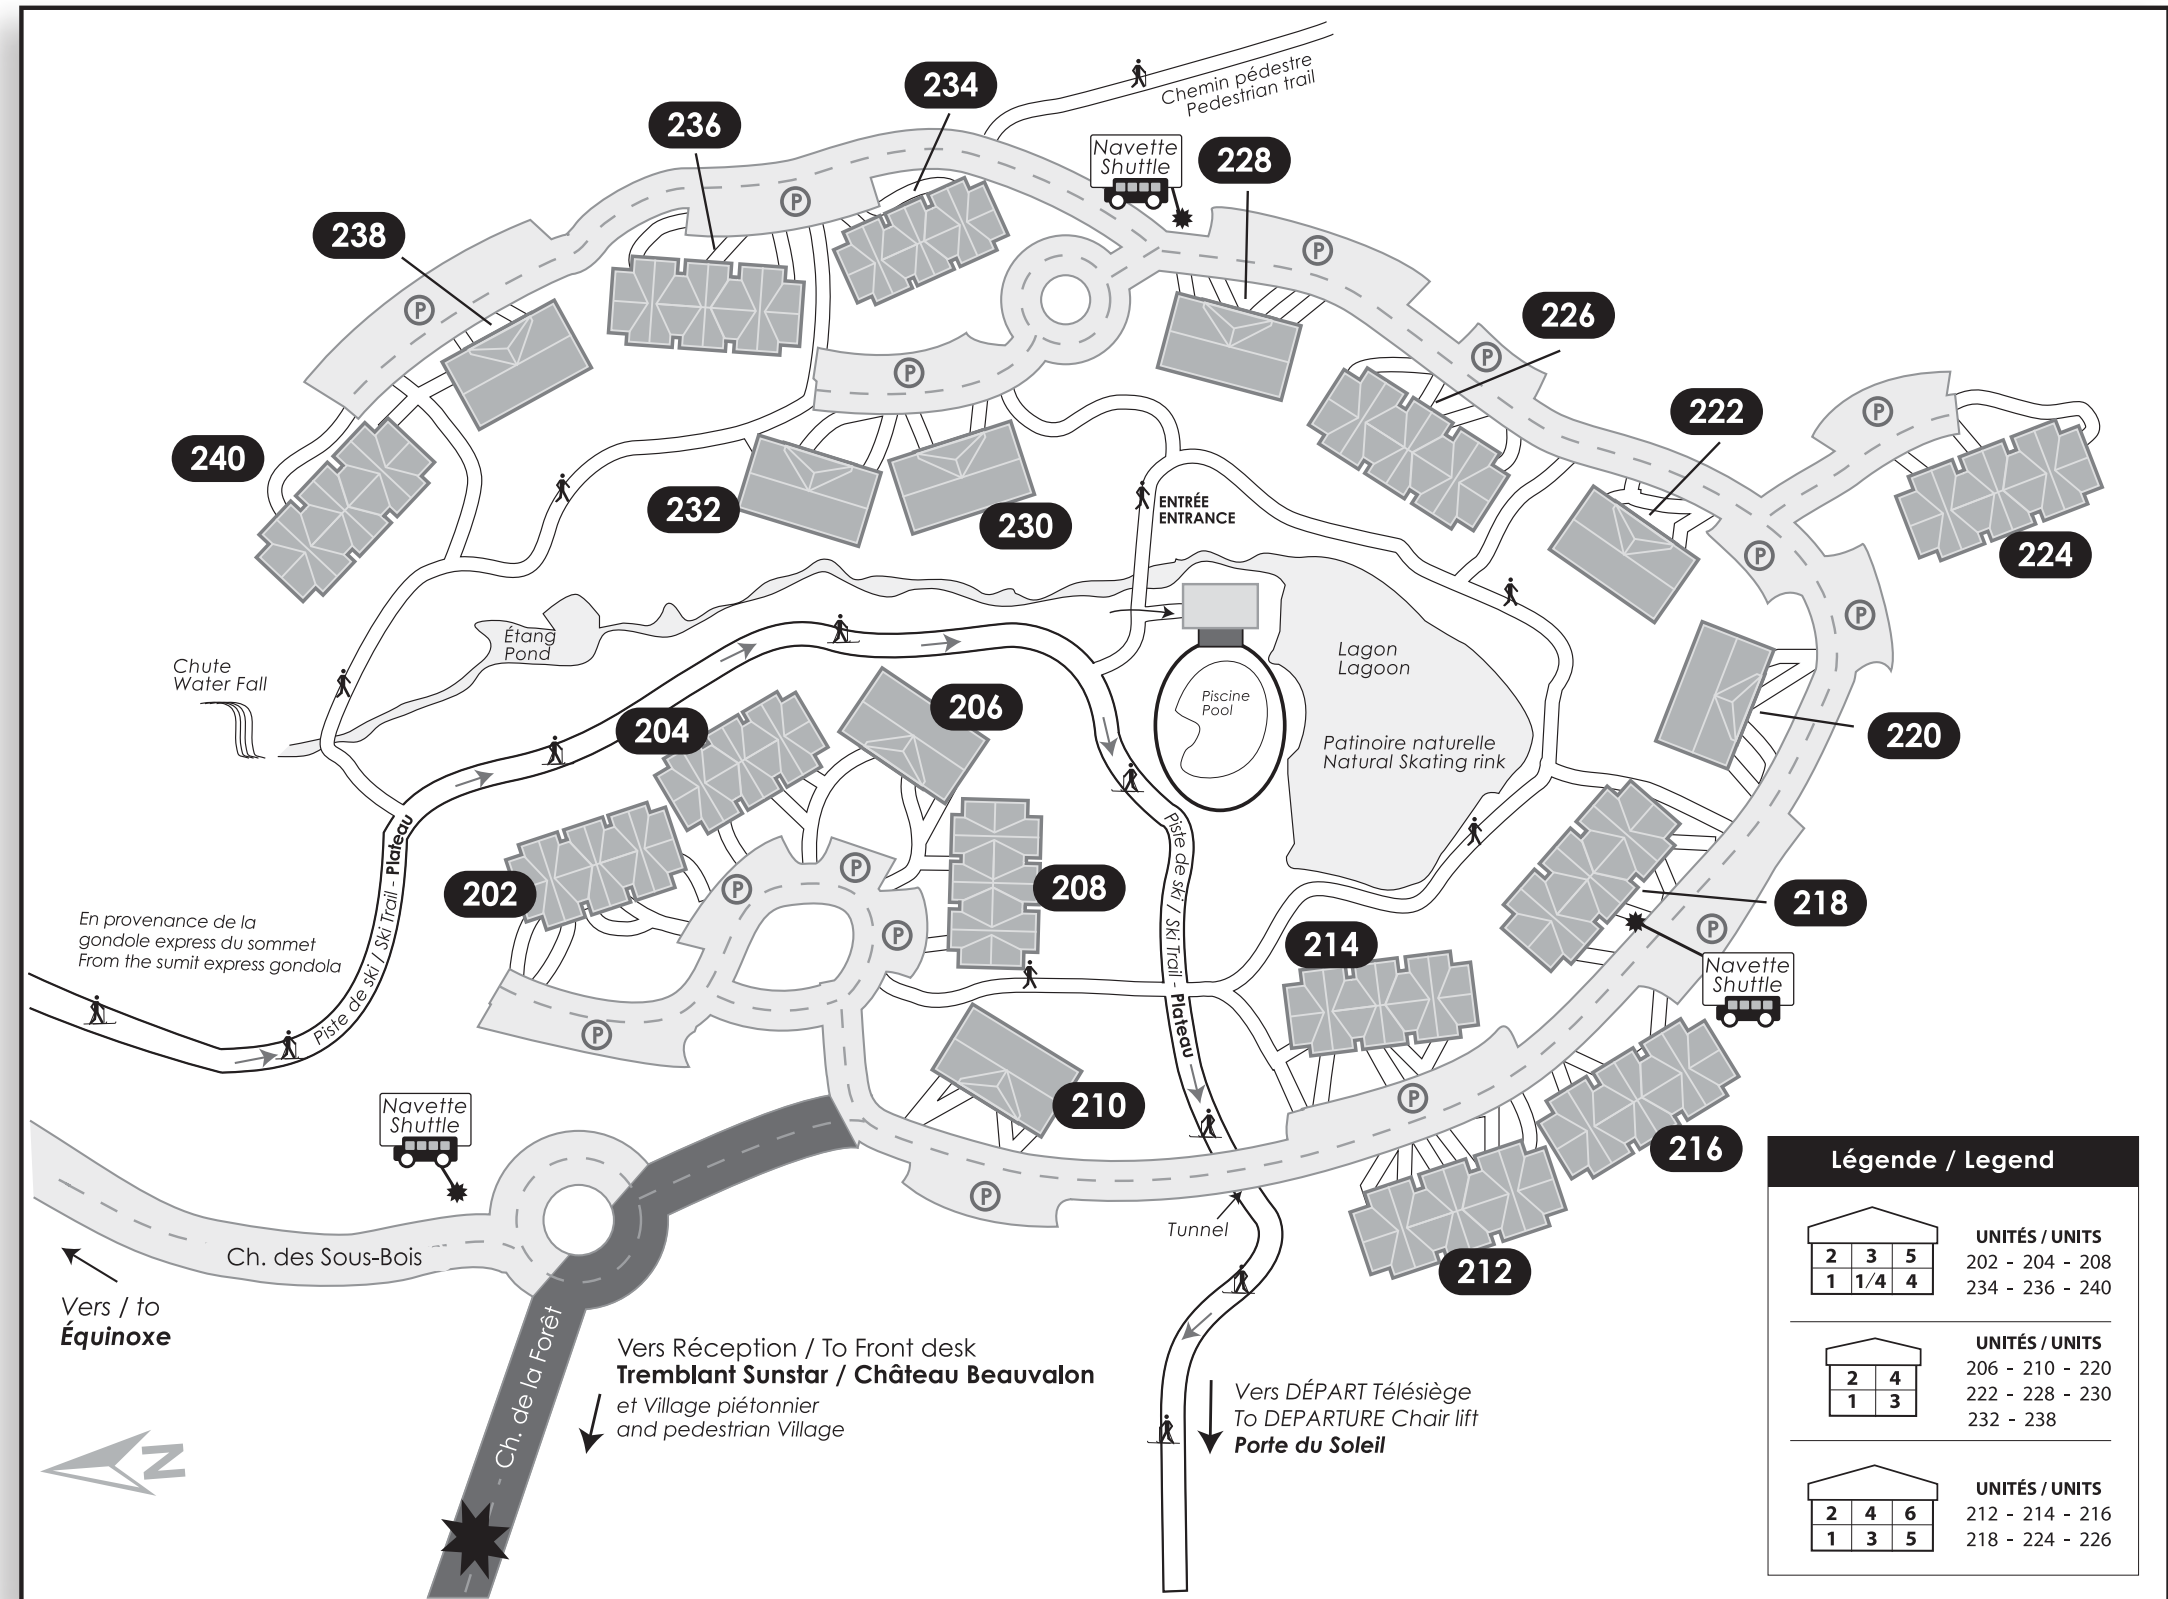 234
Chemin pédestre
Pedestrian trail
236
Navette
Shuttle
228
P
238
P
P
226
P
P
P
222
P
240
232
230
ENTRÉE
ENTRANCE
224
P
P
Étang
Pond
Chute
Water Fall
Lagon
Lagoon
206
204
Piscine
Pool
220
Patinoire naturelle
Natural Skating rink
202
208
218
P
P
P
P
En provenance de la
gondole express du sommet
From the sumit express gondola
Piste de ski / Ski Trail - Plateau
Piste de ski / Ski Trail - Plateau
214
Navette
Shuttle
P
P
210
216
Navette
Shuttle
P
Tunnel
212
Ch. des Sous-Bois
Vers / to
Équinoxe
Ch. de la Forêt
Vers Réception / To Front desk
Tremblant Sunstar / Château Beauvalon
et Village piétonnier
and pedestrian Village
Vers DÉPART Télésiège
To DEPARTURE Chair lift
Porte du Soleil
N
Légende / Legend
2 3 5
1 1/4 4
UNITÉS / UNITS
202 - 204 - 208
234 - 236 - 240
2 4
1 3
UNITÉS / UNITS
206 - 210 - 220
222 - 228 - 230
232 - 238
2 4 6
1 3 5
UNITÉS / UNITS
212 - 214 - 216
218 - 224 - 226